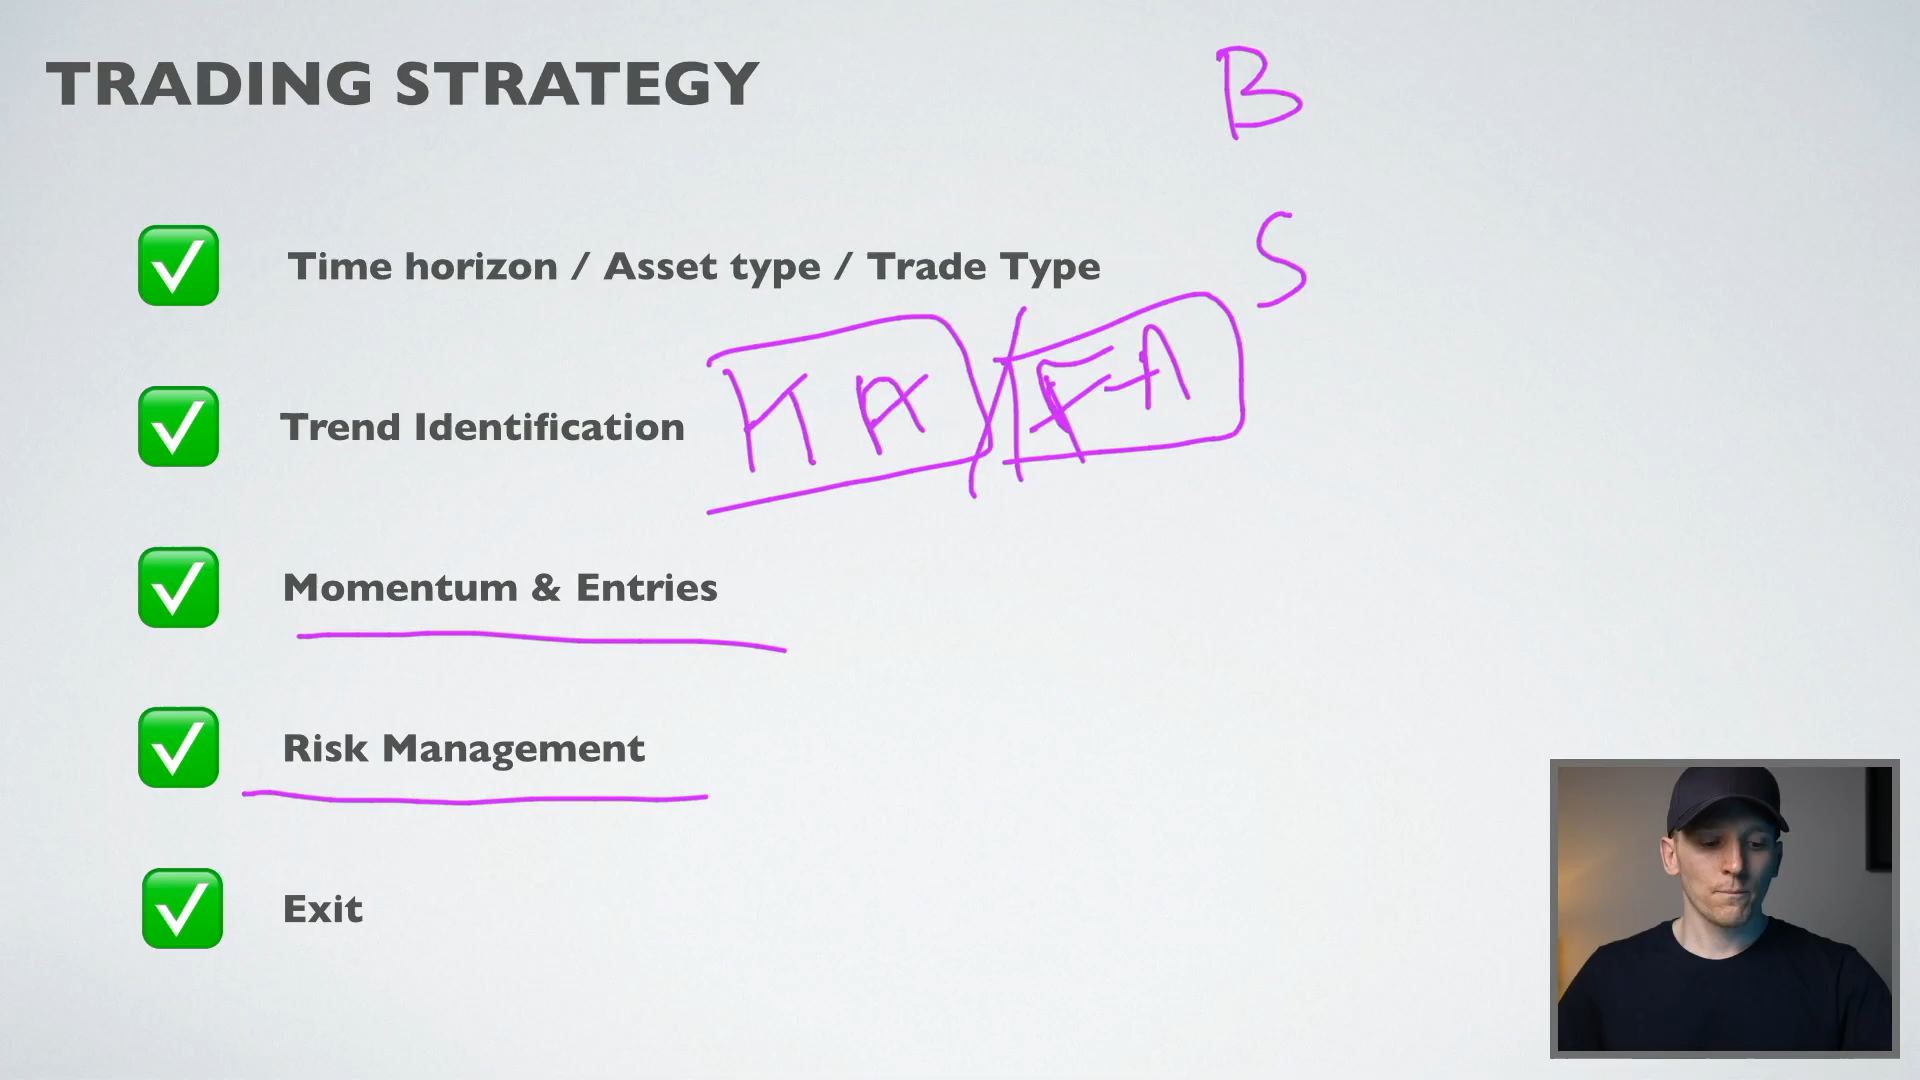 TRADING STRATEGY
B
S
Time horizon / Asset type / Trade Type
TA / FA
Trend Identification
Momentum & Entries
Risk Management
Exit